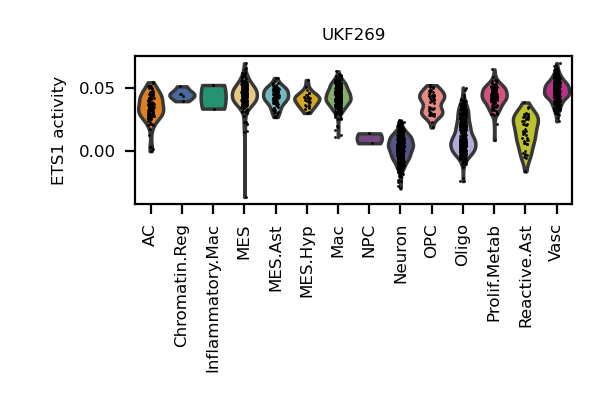 UKF269
ETS1 activity
0.05
0.00
AC
Chromatin.Reg
Inflammatory.Mac
MES
MES.Ast
MES.Hyp
Mac
NPC
Neuron
OPC
Oligo
Prolif.Metab
Reactive.Ast
Vasc